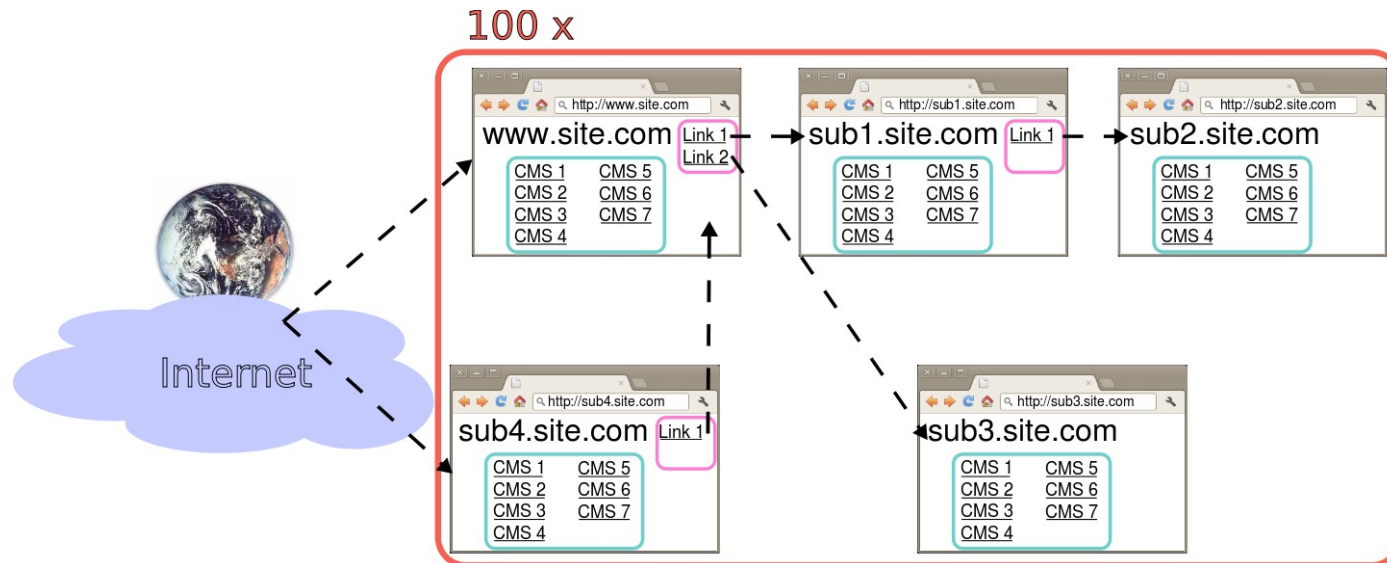 100 x
http://www.site.com
www.site.com
Link 1
Link 2
CMS 1
CMS 2
CMS 3
CMS 4
CMS 5
CMS 6
CMS 7
http://sub1.site.com
sub1.site.com
Link 1
CMS 1
CMS 2
CMS 3
CMS 4
CMS 5
CMS 6
CMS 7
http://sub2.site.com
sub2.site.com
CMS 1
CMS 2
CMS 3
CMS 4
CMS 5
CMS 6
CMS 7
Internet
http://sub4.site.com
sub4.site.com
Link 1
CMS 1
CMS 2
CMS 3
CMS 4
CMS 5
CMS 6
CMS 7
http://sub3.site.com
sub3.site.com
CMS 1
CMS 2
CMS 3
CMS 4
CMS 5
CMS 6
CMS 7